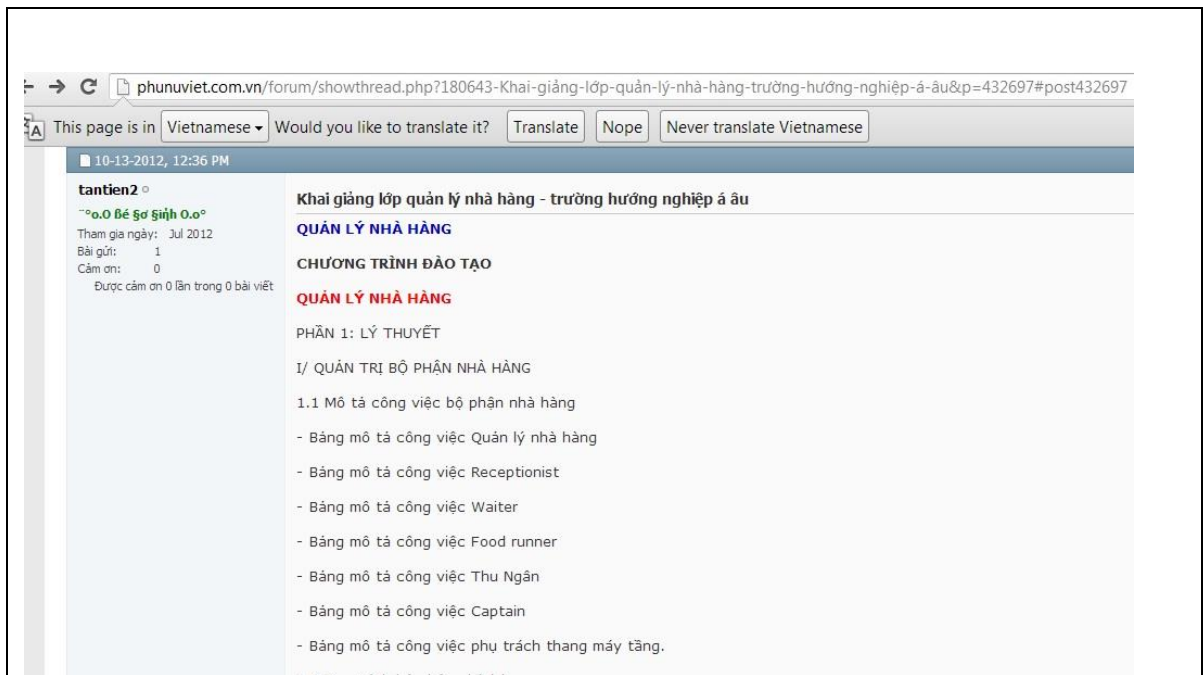 phunuviet.com.vn/forum/showthread.php?180643-Khai-giảng-lớp-quản-lý-nhà-hàng-trường-hướng-nghiệp-á-âu&p=432697#post432697
This page is in Vietnamese Would you like to translate it? Translate Nope Never translate Vietnamese
10-13-2012, 12:36 PM
tantien2
¨°o.O ßé §ơ §iṇh O.o°
Tham gia ngày: Jul 2012
Bài gửi: 1
Cảm ơn: 0
Được cảm ơn 0 lần trong 0 bài viết
Khai giảng lớp quản lý nhà hàng - trường hướng nghiệp á âu
QUẢN LÝ NHÀ HÀNG
CHƯƠNG TRÌNH ĐÀO TẠO
QUẢN LÝ NHÀ HÀNG
PHẦN 1: LÝ THUYẾT
I/ QUẢN TRỊ BỘ PHẬN NHÀ HÀNG
1.1 Mô tả công việc bộ phận nhà hàng
- Bảng mô tả công việc Quản lý nhà hàng
- Bảng mô tả công việc Receptionist
- Bảng mô tả công việc Waiter
- Bảng mô tả công việc Food runner
- Bảng mô tả công việc Thu Ngân
- Bảng mô tả công việc Captain
- Bảng mô tả công việc phụ trách thang máy tầng.